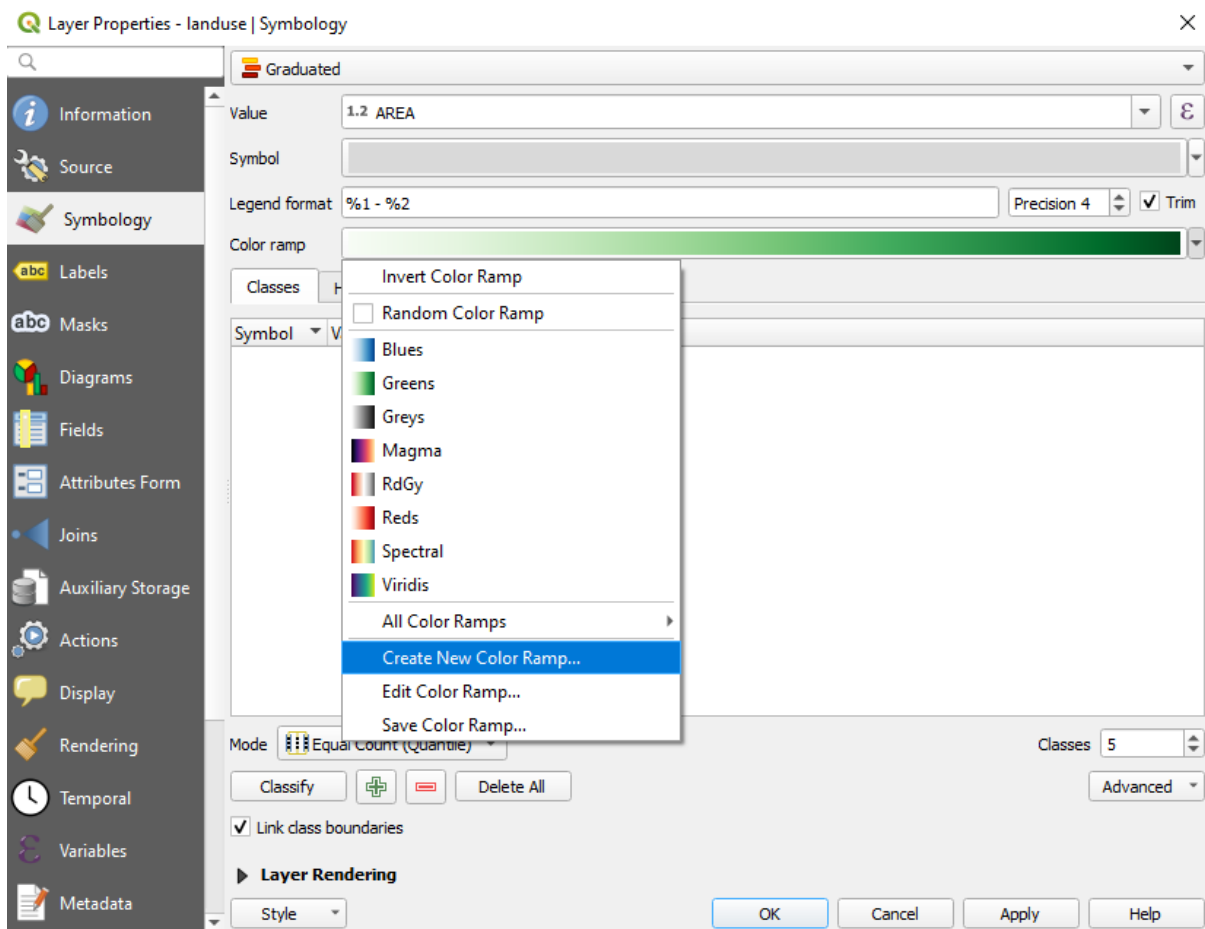 Layer Properties - landuse | Symbology
Information
Source
Symbology
abc Labels
abc Masks
Diagrams
Fields
Attributes Form
Joins
Auxiliary Storage
Actions
Display
Rendering
Temporal
Variables
Metadata
Graduated
Value 1.2 AREA ε
Symbol
Legend format %1 - %2 Precision 4 Trim
Color ramp
Classes H
Symbol V
Invert Color Ramp
Random Color Ramp
Blues
Greens
Greys
Magma
RdGy
Reds
Spectral
Viridis
All Color Ramps
Create New Color Ramp...
Edit Color Ramp...
Save Color Ramp...
Mode Equal Count (Quantile) Classes 5
Classify Delete All Advanced
Link class boundaries
Layer Rendering
Style OK Cancel Apply Help